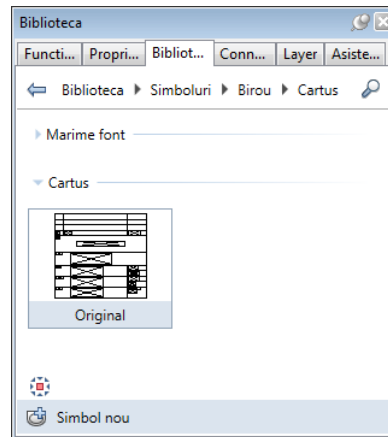 Biblioteca
Functi... Propri... Bibliot... Conn... Layer Asiste...
Biblioteca Simboluri Birou Cartus
Marime font
Cartus
Original
Simbol nou